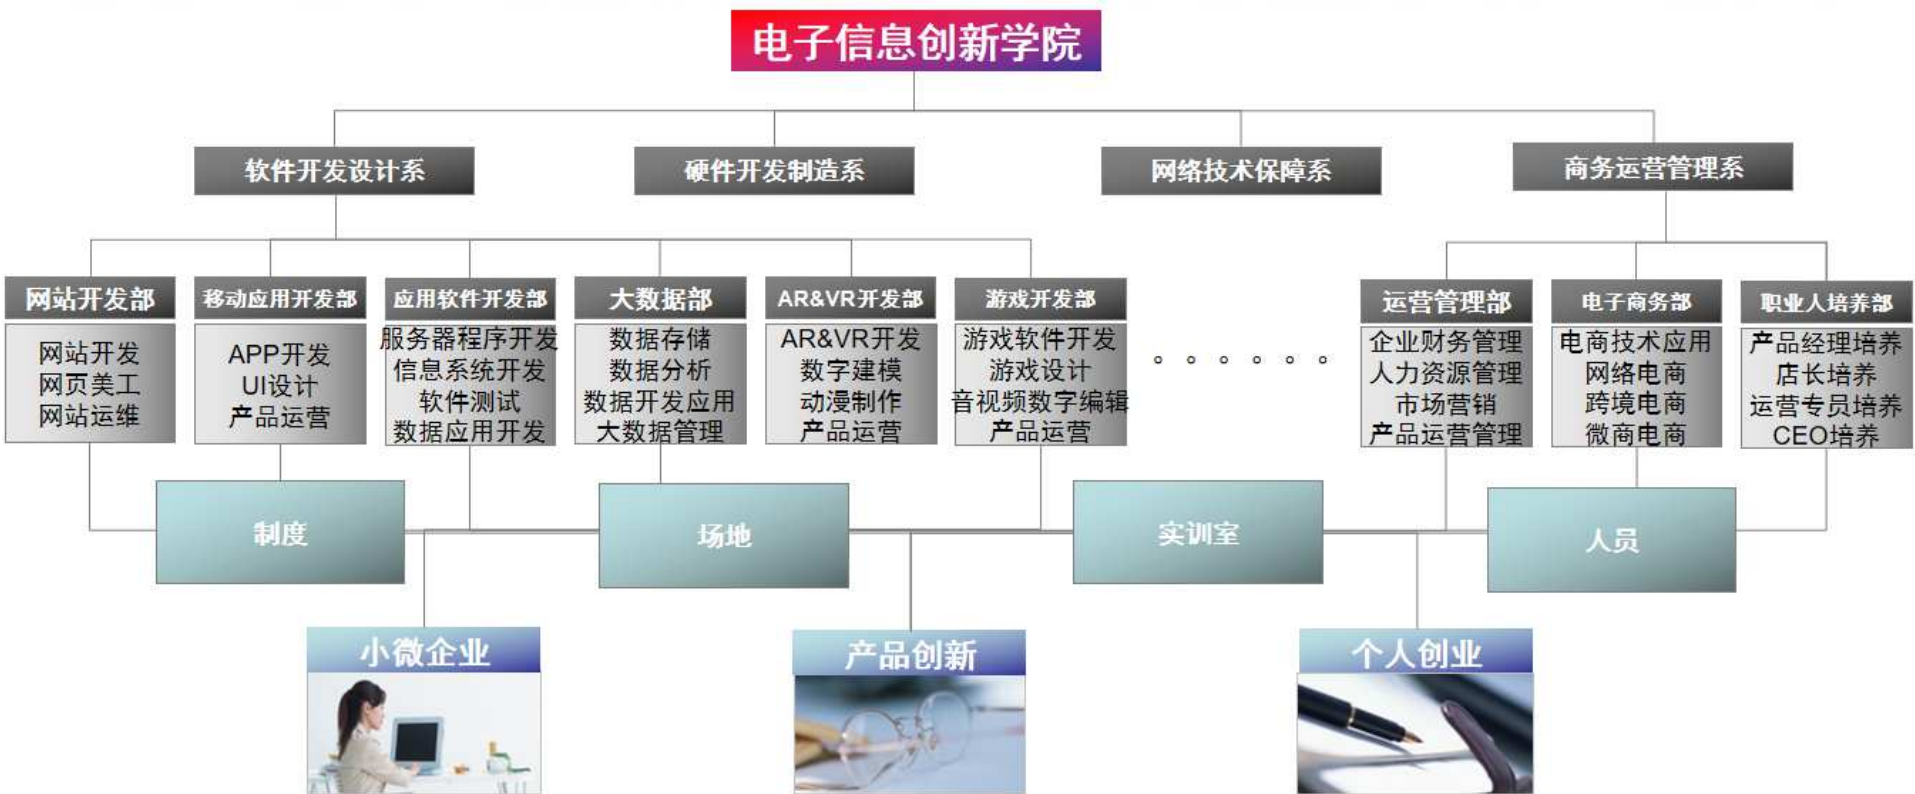 电子信息创新学院
软件开发设计系
硬件开发制造系
网络技术保障系
商务运营管理系
网站开发部
网站开发
网页美工
网站运维
移动应用开发部
APP开发
UI设计
产品运营
应用软件开发部
服务器程序开发
信息系统开发
软件测试
数据应用开发
大数据部
数据存储
数据分析
数据开发应用
大数据管理
AR&VR开发部
AR&VR开发
数字建模
动漫制作
产品运营
游戏开发部
游戏软件开发
游戏设计
音视频数字编辑
产品运营
。。。。。。
运营管理部
企业财务管理
人力资源管理
市场营销
产品运营管理
电子商务部
电商技术应用
网络电商
跨境电商
微商电商
职业人培养部
产品经理培养
店长培养
运营专员培养
CEO培养
制度
场地
实训室
人员
小微企业
产品创新
个人创业